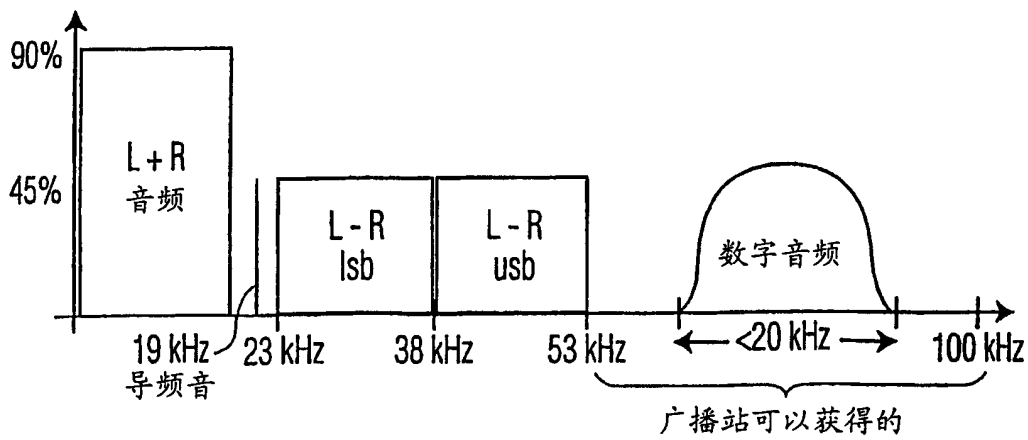 90%
L+R
音频
45%
L-R
lsb
L-R
usb
数字音频
19 kHz
导频音
23 kHz
38 kHz
53 kHz
<20 kHz
100 kHz
广播站可以获得的